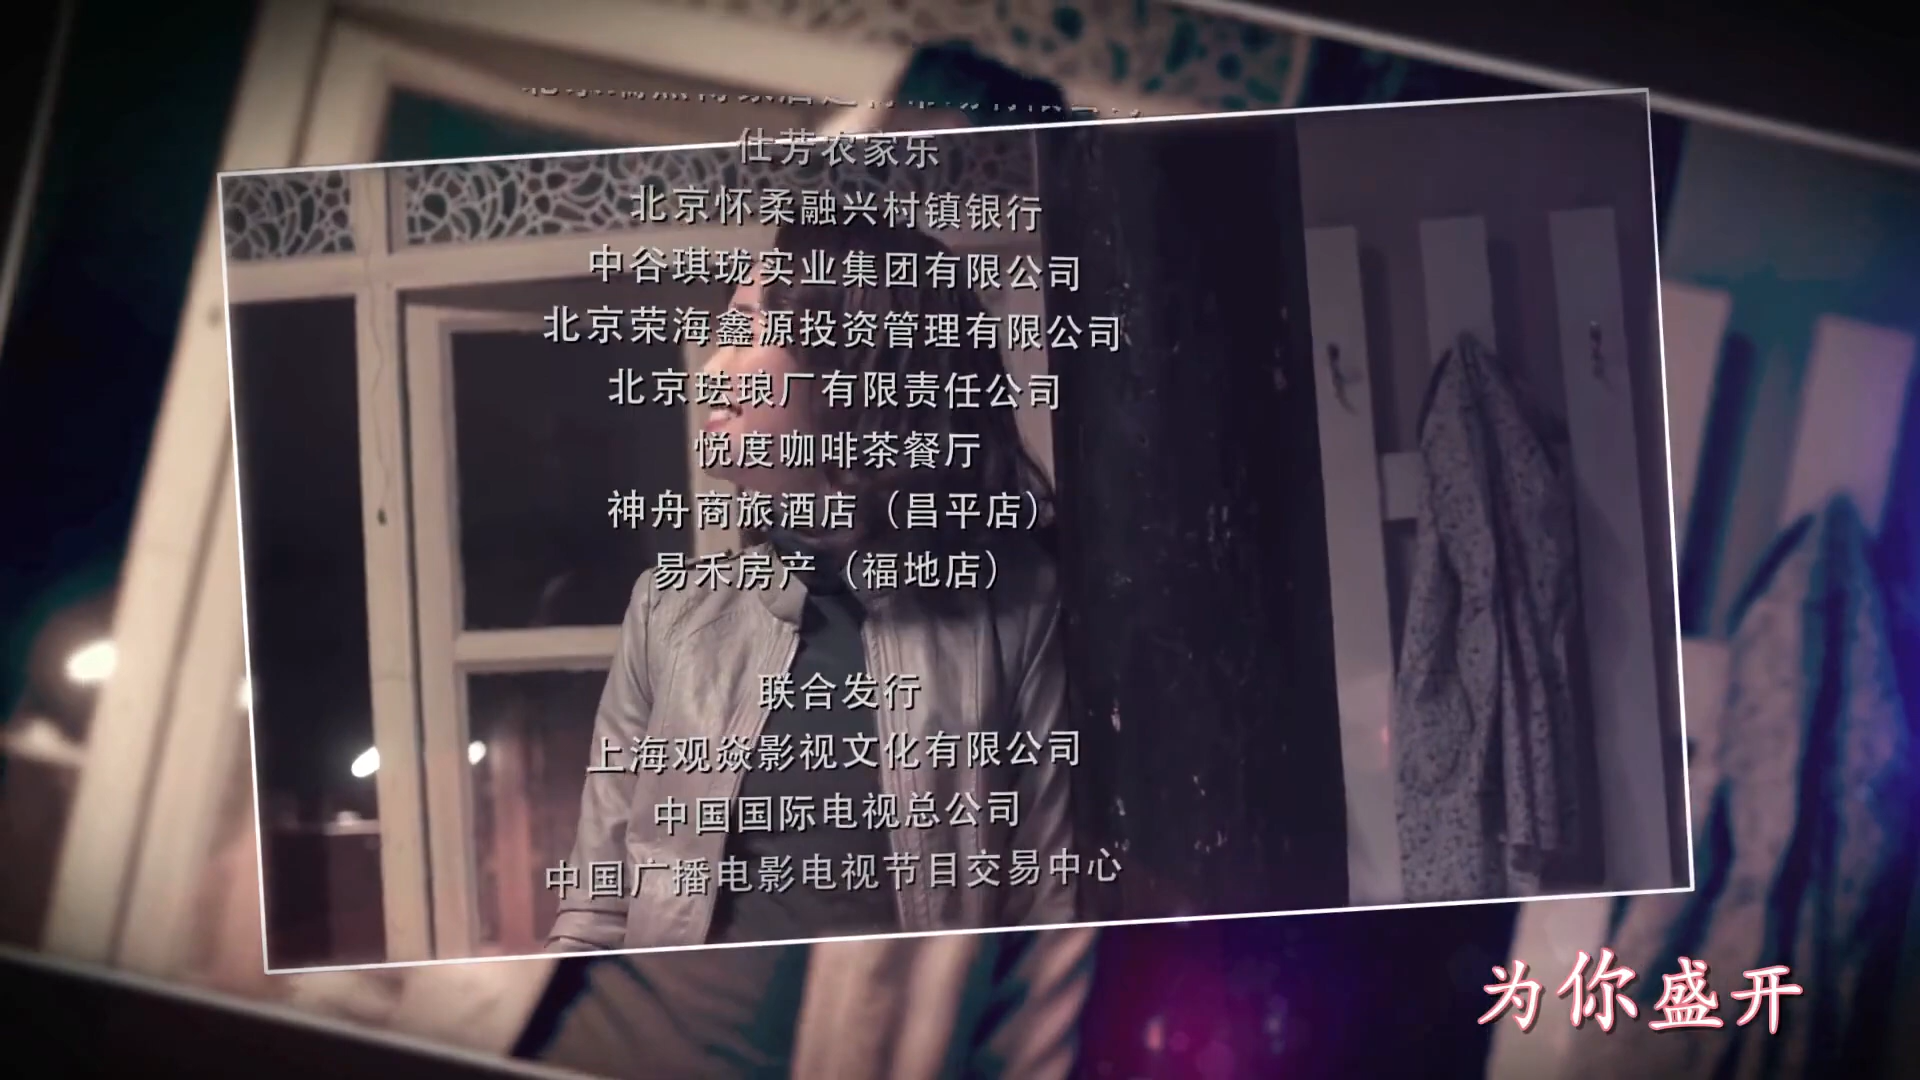 仕芳农家乐
北京怀柔融兴村镇银行
中谷琪珑实业集团有限公司
北京荣海鑫源投资管理有限公司
北京珐琅厂有限责任公司
悦度咖啡茶餐厅
神舟商旅酒店（昌平店）
易禾房产（福地店）
联合发行
上海观焱影视文化有限公司
中国国际电视总公司
中国广播电影电视节目交易中心
为你盛开